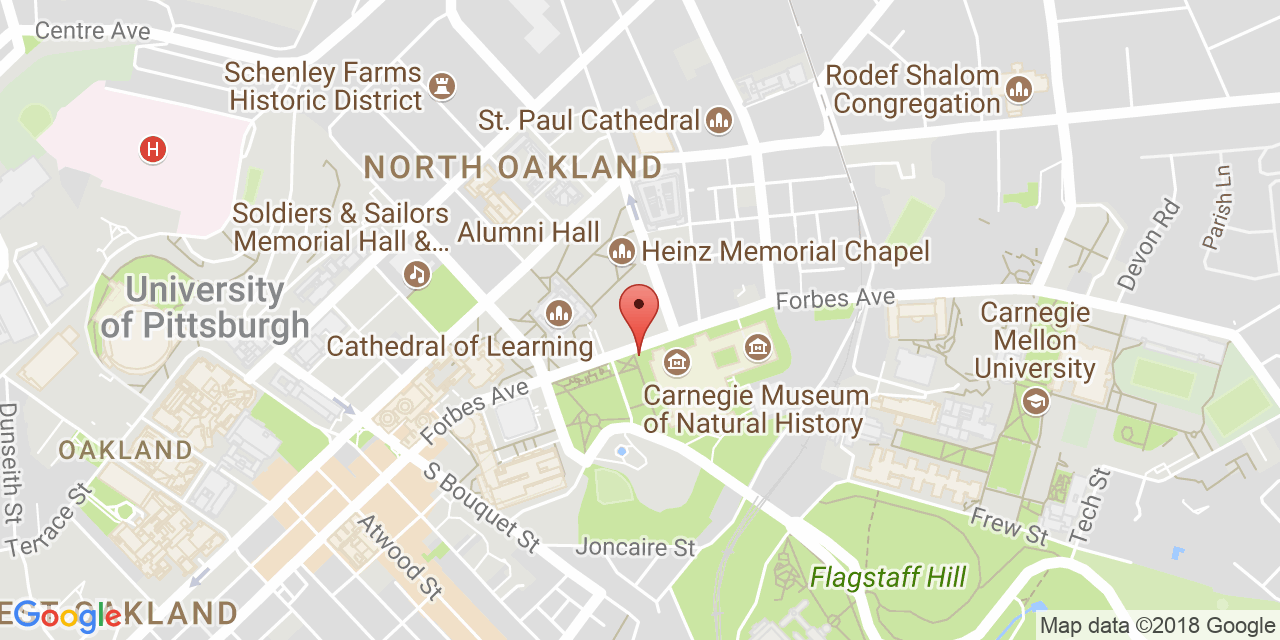 Centre Ave
Schenley Farms
Historic District
H
St. Paul Cathedral
Rodef Shalom
Congregation
NORTH OAKLAND
Parish Ln
Devon Rd
Soldiers & Sailors
Memorial Hall &...
Alumni Hall
Heinz Memorial Chapel
University
of Pittsburgh
Forbes Ave
Cathedral of Learning
Carnegie
Mellon
University
Carnegie Museum
of Natural History
Forbes Ave
Dunseith St
OAKLAND
S Bouquet St
Terrace St
Atwood St
Joncaire St
Frew St
Tech St
Flagstaff Hill
EST OAKLAND
Google
Map data ©2018 Google